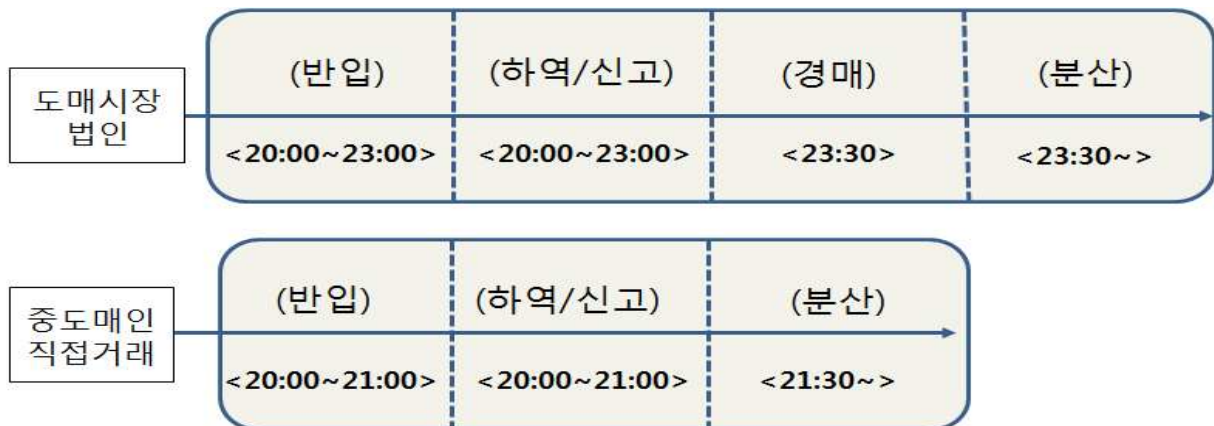 도매시장
법인
(반입) (하역/신고) (경매) (분산)
<20:00~23:00> <20:00~23:00> <23:30> <23:30~>
중도매인
직접거래
(반입) (하역/신고) (분산)
<20:00~21:00> <20:00~21:00> <21:30~>